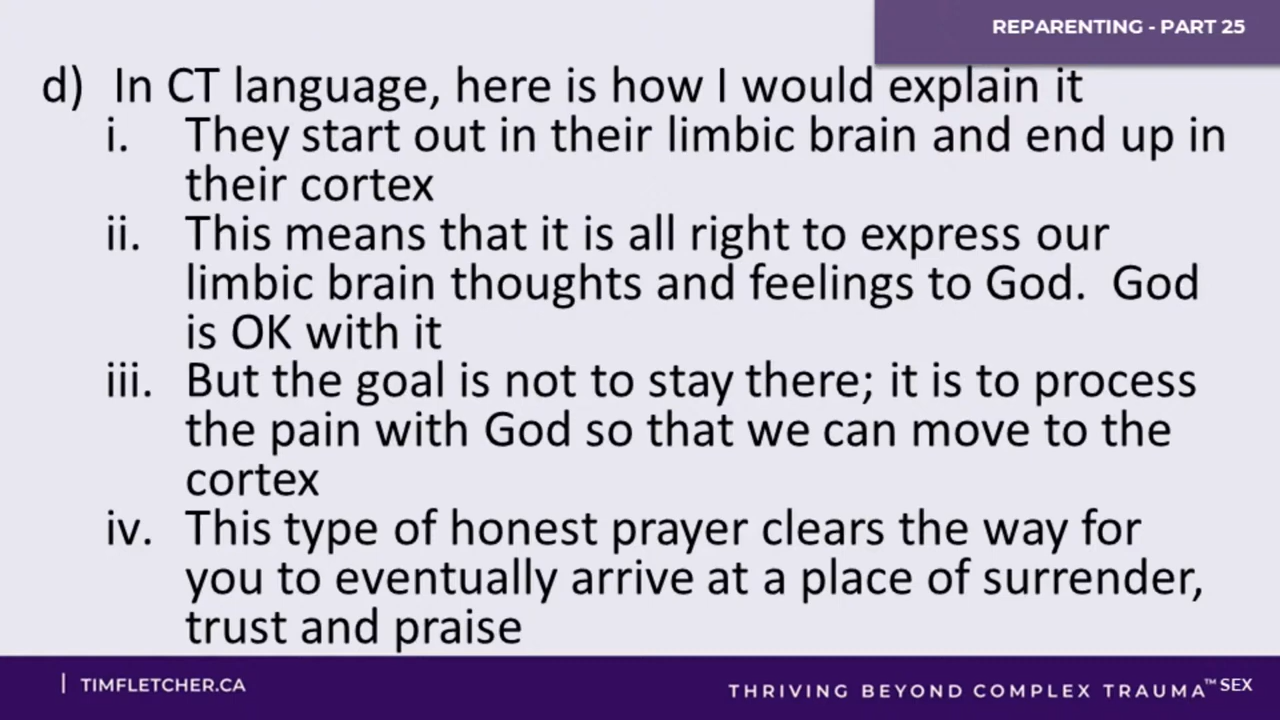 REPARENTING - PART 25
d) In CT language, here is how I would explain it
i. They start out in their limbic brain and end up in
their cortex
ii. This means that it is all right to express our
limbic brain thoughts and feelings to God.  God
is OK with it
iii. But the goal is not to stay there; it is to process
the pain with God so that we can move to the
cortex
iv. This type of honest prayer clears the way for
you to eventually arrive at a place of surrender,
trust and praise
| TIMFLETCHER.CA
THRIVING BEYOND COMPLEX TRAUMA™ SEX